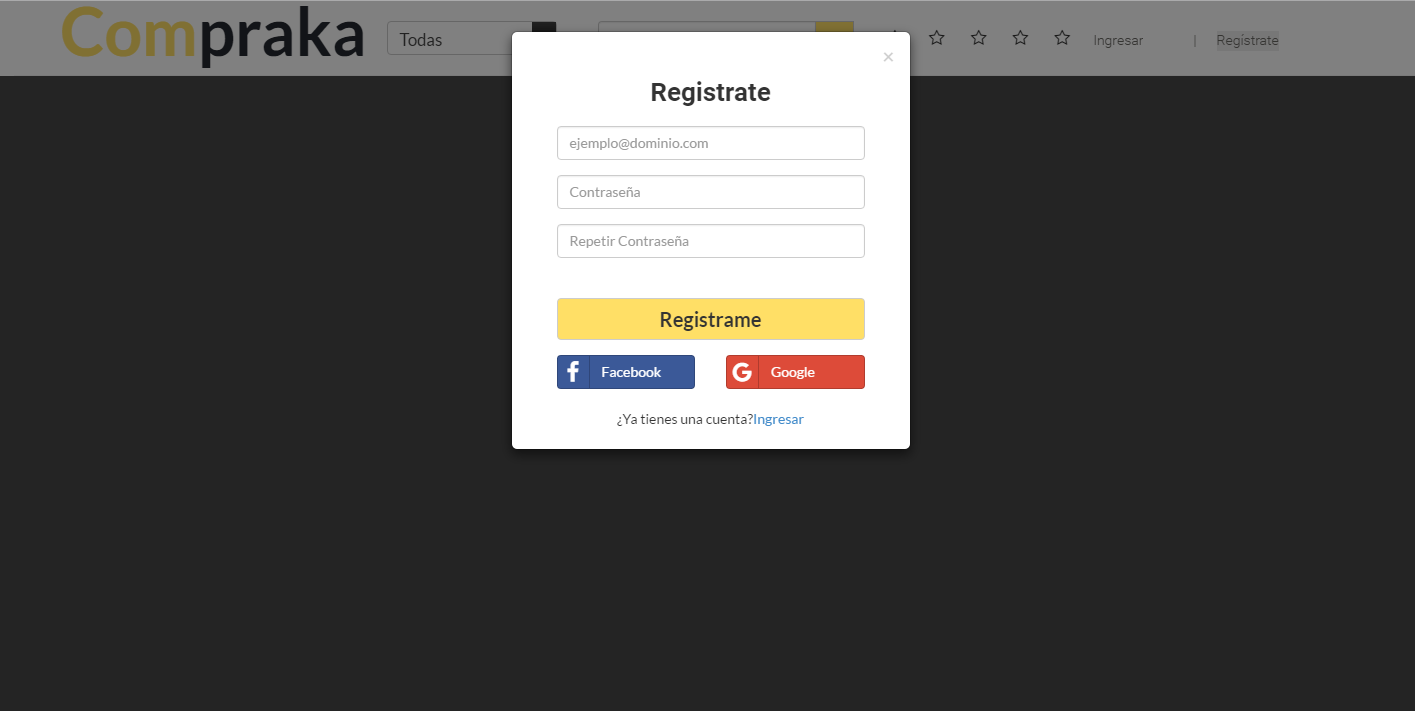 Compraka
Todas
Ingresar | Registrate
×
Registrate
ejemplo@dominio.com
Contraseña
Repetir Contraseña
Registrame
Facebook
Google
¿Ya tienes una cuenta?Ingresar